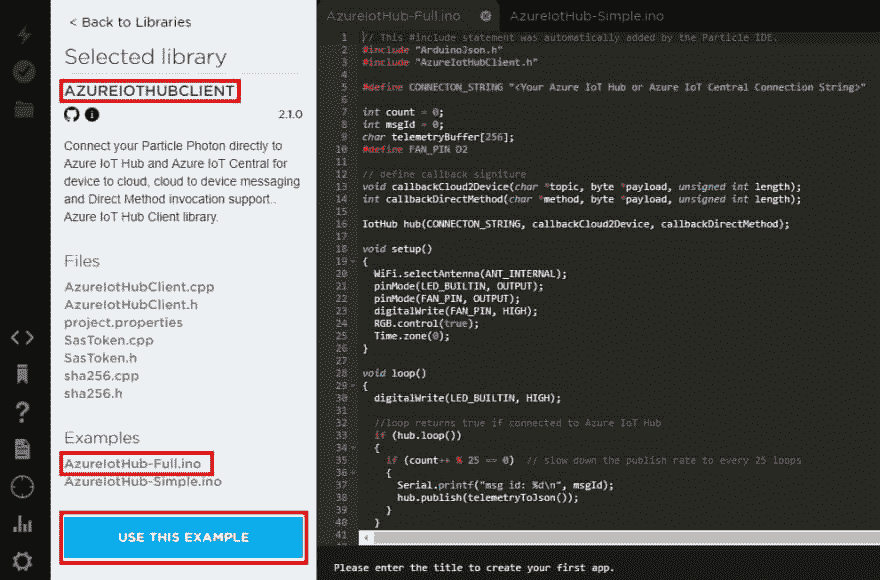 < Back to Libraries
Selected library
AZUREIOTHUBCLIENT
2.1.0
Connect your Particle Photon directly to
Azure IoT Hub and Azure IoT Central for
device to cloud, cloud to device messaging
and Direct Method invocation support..
Azure IoT Hub Client library.
Files
AzureIotHubClient.cpp
AzureIotHubClient.h
project.properties
SasToken.cpp
SasToken.h
sha256.cpp
sha256.h
Examples
AzureIotHub-Full.ino
AzureIotHub-Simple.ino
USE THIS EXAMPLE
AzureIotHub-Full.ino AzureIotHub-Simple.ino
1 // This #include statement was automatically added by the Particle IDE.
2 #include "ArduinoJson.h"
3 #include "AzureIotHubClient.h"
4
5 #define CONNECTON_STRING "<Your Azure IoT Hub or Azure IoT Central Connection String>"
6
7 int count = 0;
8 int msgId = 0;
9 char telemetryBuffer[256];
10 #define FAN_PIN D2
11
12 // define callback signiture
13 void callbackCloud2Device(char *topic, byte *payload, unsigned int length);
14 int callbackDirectMethod(char *method, byte *payload, unsigned int length);
15
16 IotHub hub(CONNECTON_STRING, callbackCloud2Device, callbackDirectMethod);
17
18 void setup()
19 {
20 WiFi.selectAntenna(ANT_INTERNAL);
21 pinMode(LED_BUILTIN, OUTPUT);
22 pinMode(FAN_PIN, OUTPUT);
23 digitalWrite(FAN_PIN, HIGH);
24 RGB.control(true);
25 Time.zone(0);
26 }
27
28 void loop()
29 {
30 digitalWrite(LED_BUILTIN, HIGH);
31
32 //loop returns true if connected to Azure IoT Hub
33 if (hub.loop())
34 {
35 if (count++ % 25 == 0) // slow down the publish rate to every 25 loops
36 {
37 Serial.printf("msg id: %d\n", msgId);
38 hub.publish(telemetryToJson());
39 }
40 }
41
Please enter the title to create your first app.